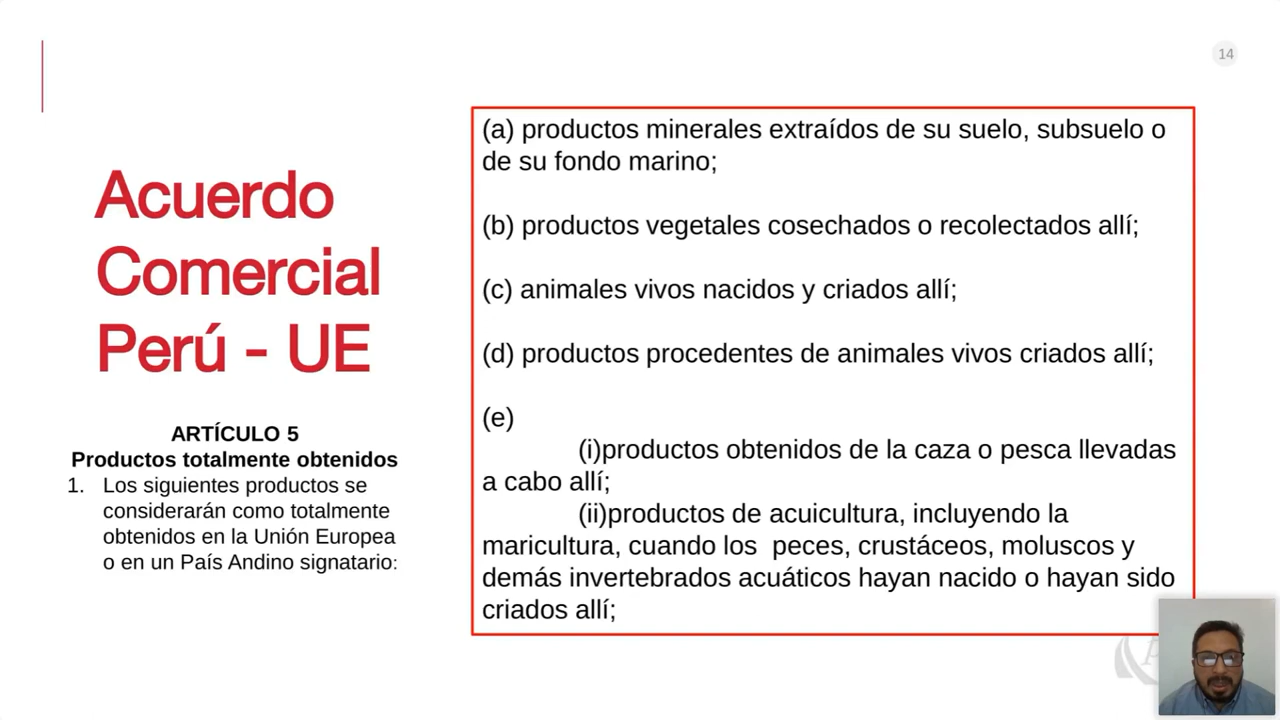 14
Acuerdo
Comercial
Perú - UE
ARTÍCULO 5
Productos totalmente obtenidos
1. Los siguientes productos se
considerarán como totalmente
obtenidos en la Unión Europea
o en un País Andino signatario:
(a) productos minerales extraídos de su suelo, subsuelo o
de su fondo marino;
(b) productos vegetales cosechados o recolectados allí;
(c) animales vivos nacidos y criados allí;
(d) productos procedentes de animales vivos criados allí;
(e)
(i)productos obtenidos de la caza o pesca llevadas
a cabo allí;
(ii)productos de acuicultura, incluyendo la
maricultura, cuando los  peces, crustáceos, moluscos y
demás invertebrados acuáticos hayan nacido o hayan sido
criados allí;